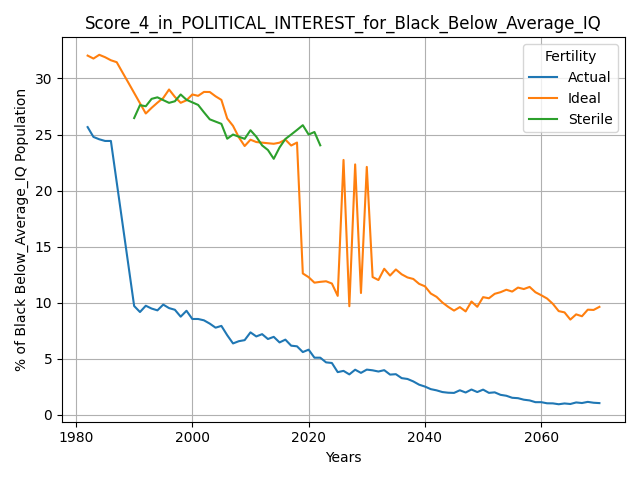 Score_4_in_POLITICAL_INTEREST_for_Black_Below_Average_IQ
% of Black Below_Average_IQ Population
30
25
20
15
10
5
0
Fertility
Actual
Ideal
Sterile
1980
2000
2020
2040
2060
Years